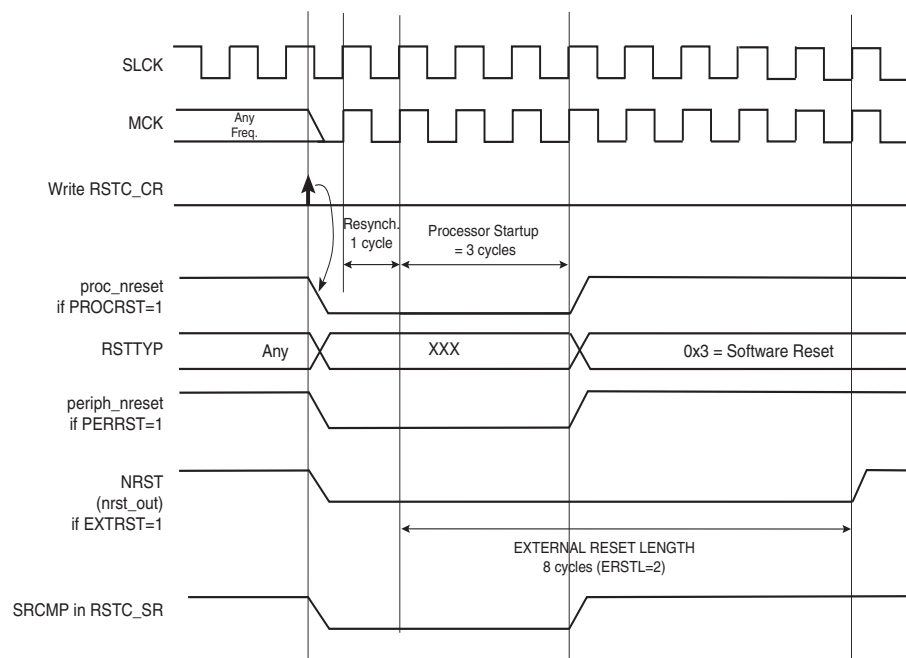 SLCK
MCK
Any
Freq.
Write RSTC_CR
Resynch.
1 cycle
Processor Startup
= 3 cycles
proc_nreset
if PROCRST=1
RSTTYP
Any
XXX
0x3 = Software Reset
periph_nreset
if PERRST=1
NRST
(nrst_out)
if EXTRST=1
EXTERNAL RESET LENGTH
8 cycles (ERSTL=2)
SRCMP in RSTC_SR